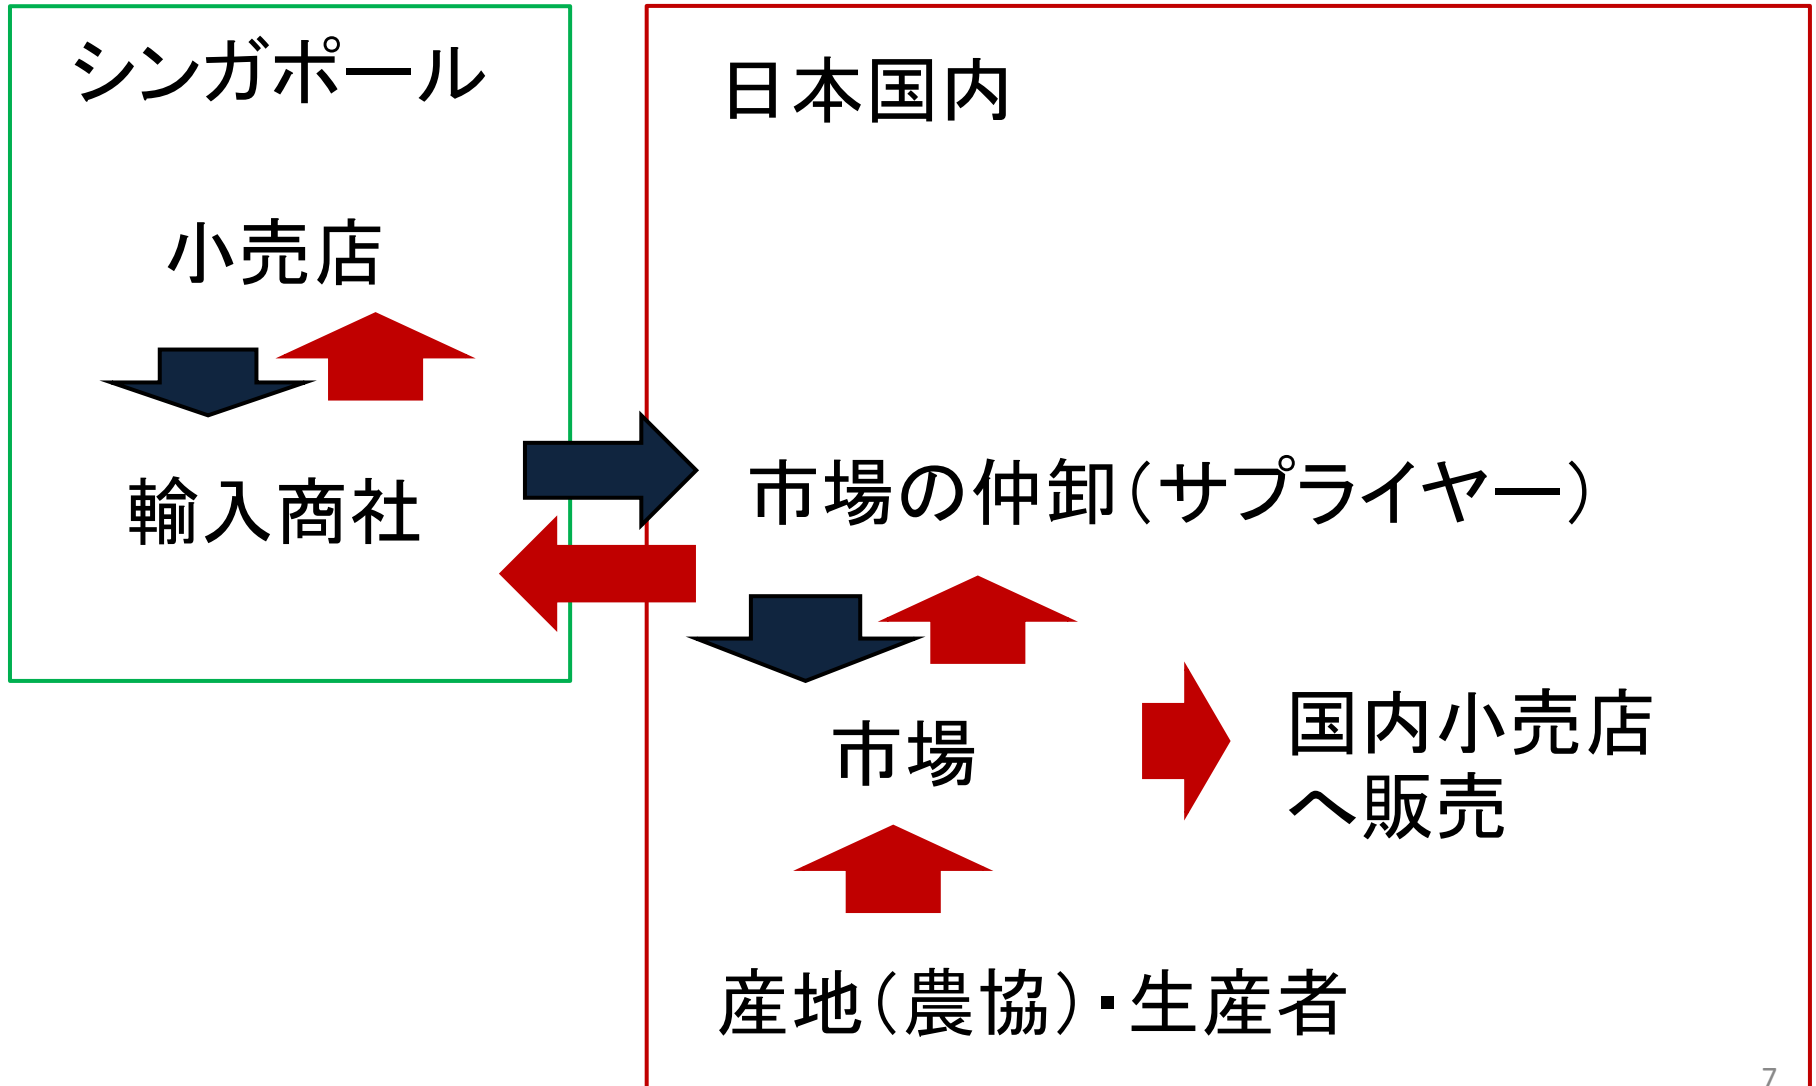 シンガポール
日本国内
小売店
輸入商社
市場の仲卸(サプライヤー)
市場
国内小売店
へ販売
産地(農協)・生産者
7